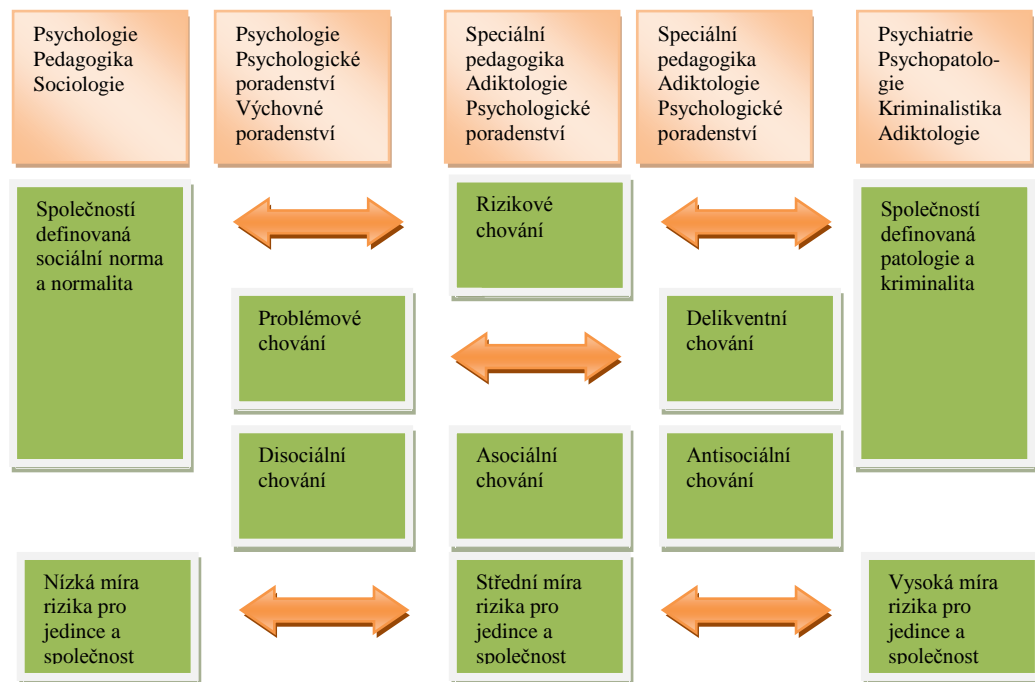 Psychologie
Pedagogika
Sociologie
Psychologie
Psychologické
poradenství
Výchovné
poradenství
Speciální
pedagogika
Adiktologie
Psychologické
poradenství
Speciální
pedagogika
Adiktologie
Psychologické
poradenství
Psychiatrie
Psychopatolo-
gie
Kriminalistika
Adiktologie
Společností
definovaná
sociální norma
a normalita
Rizikové
chování
Společností
definovaná
patologie a
kriminalita
Problémové
chování
Delikventní
chování
Disociální
chování
Asociální
chování
Antisociální
chování
Nízká míra
rizika pro
jedince a
společnost
Střední míra
rizika pro
jedince a
společnost
Vysoká míra
rizika pro
jedince a
společnost